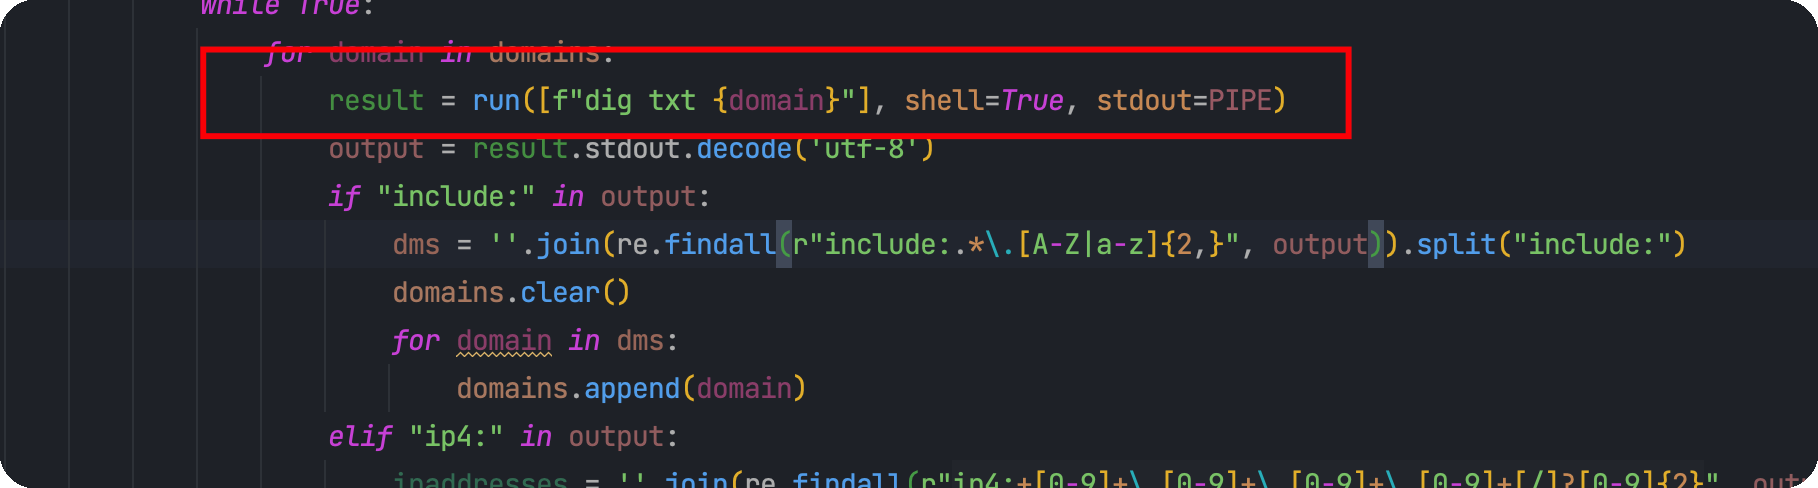 while True:
for domain in domains:
result = run([f"dig txt {domain}"], shell=True, stdout=PIPE)
output = result.stdout.decode('utf-8')
if "include:" in output:
dms = ''.join(re.findall(r"include:.*\.[A-Z|a-z]{2,}", output)).split("include:")
domains.clear()
for domain in dms:
domains.append(domain)
elif "ip4:" in output:
ipaddresses = ''.join(re.findall(r"ip4:+[0-9]+\.[0-9]+\.[0-9]+\.[0-9]+[/]?[0-9]{2}", outp